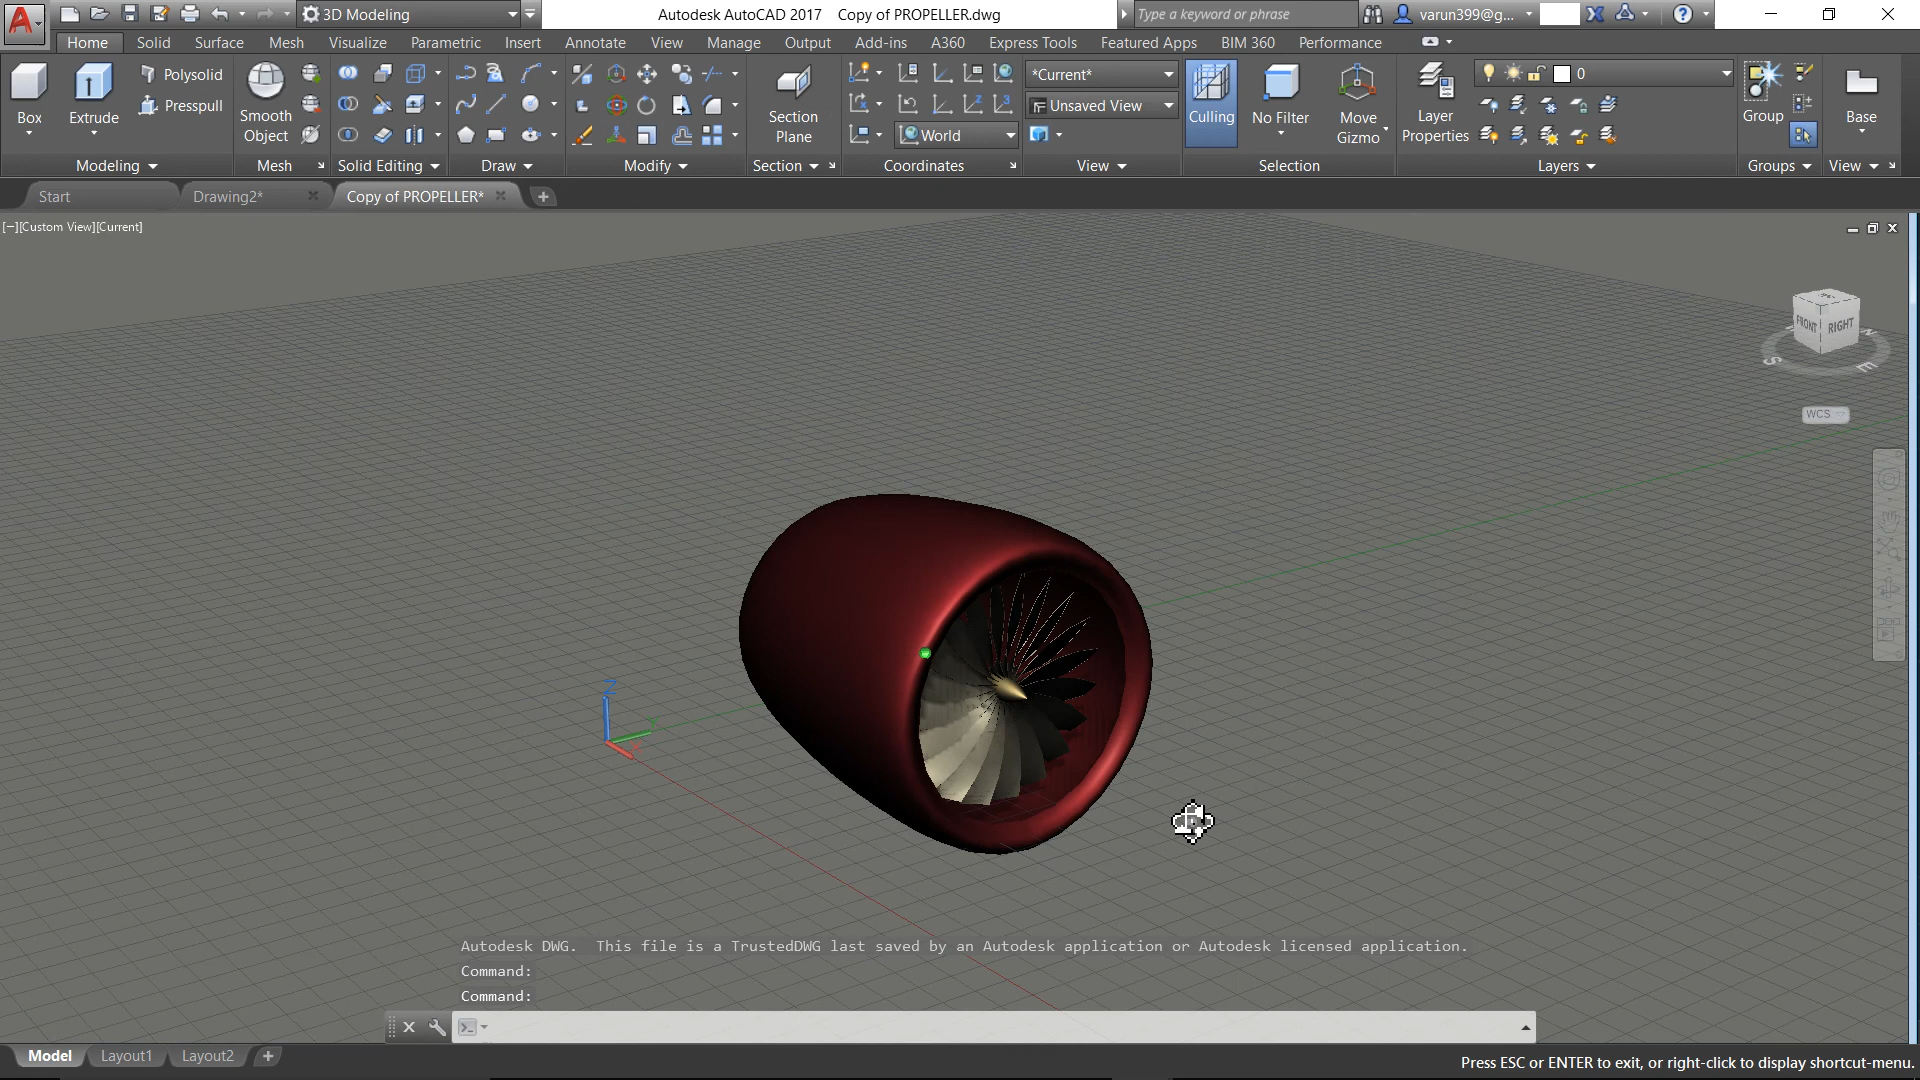 3D Modeling
Autodesk AutoCAD 2017 Copy of PROPELLER.dwg
Type a keyword or phrase
varun399@g...
Home Solid Surface Mesh Visualize Parametric Insert Annotate View Manage Output Add-ins A360 Express Tools Featured Apps BIM 360 Performance
Box
Extrude
Polysolid
Presspull
Smooth
Object
Section
Plane
*Current*
Unsaved View
World
Culling
No Filter
Move
Gizmo
Layer
Properties
0
Group
Base
Modeling Mesh Solid Editing Draw Modify Section Coordinates View Selection Layers Groups View
Start Drawing2* Copy of PROPELLER*
[−][Custom View][Current]
FRONT RIGHT
S E
WCS
Z
Y
X
Autodesk DWG. This file is a TrustedDWG last saved by an Autodesk application or Autodesk licensed application.
Command:
Command:
Model Layout1 Layout2
Press ESC or ENTER to exit, or right-click to display shortcut-menu.